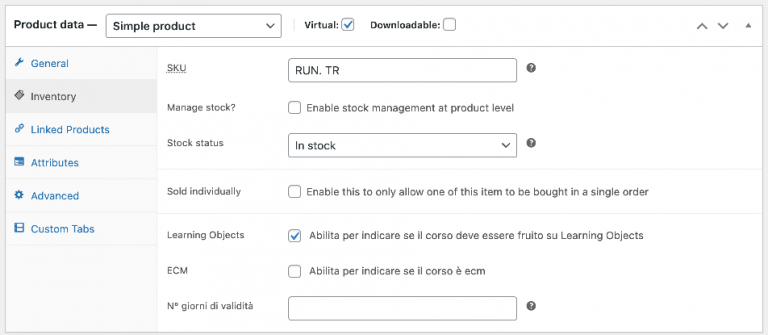 Product data — Simple product Virtual: Downloadable:
General
Inventory
Linked Products
Attributes
Advanced
Custom Tabs
SKU RUN. TR
Manage stock? Enable stock management at product level
Stock status In stock
Sold individually Enable this to only allow one of this item to be bought in a single order
Learning Objects Abilita per indicare se il corso deve essere fruito su Learning Objects
ECM Abilita per indicare se il corso è ecm
N° giorni di validità